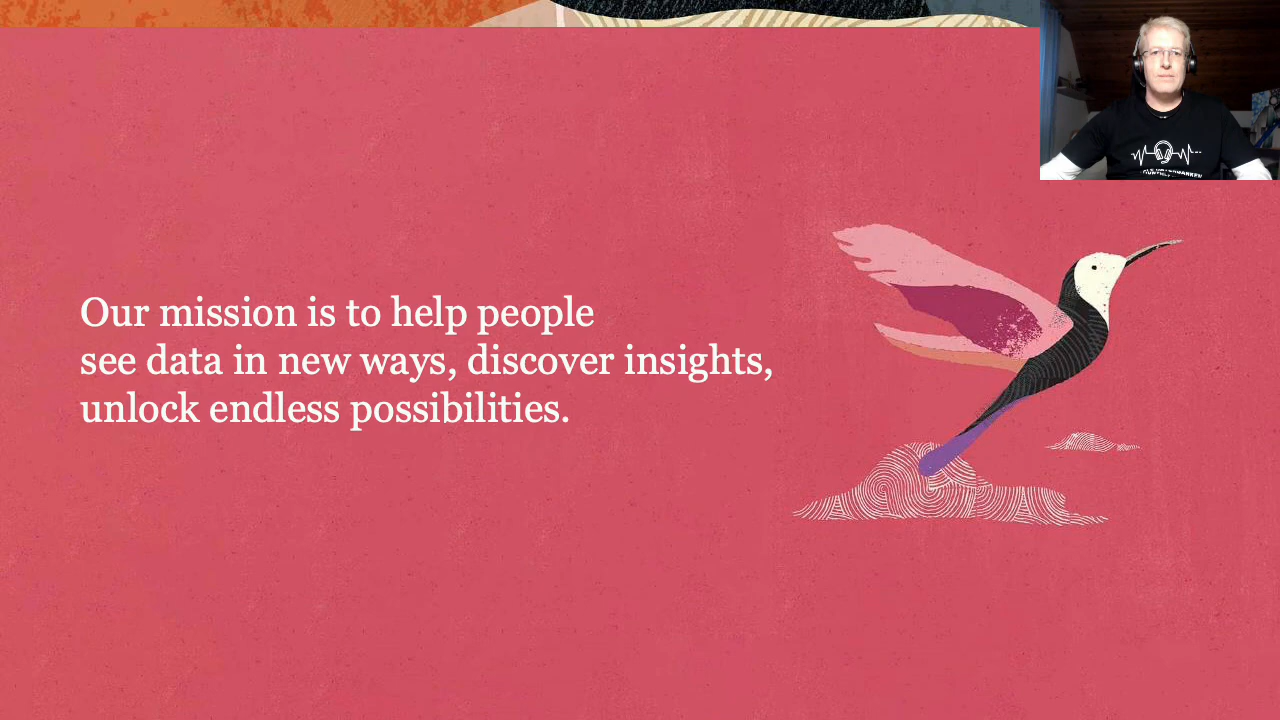 Our mission is to help people
see data in new ways, discover insights,
unlock endless possibilities.